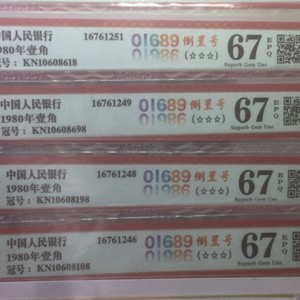 中国人民银行 16761251 01689 倒置号 67 EPQ
1980年壹角 01986 (☆☆☆) Superb Gem Unc
冠号：KN10608618
中国人民银行 16761249 01689 倒置号 67 EPQ
1980年壹角 01986 (☆☆☆) Superb Gem Unc
冠号：KN10608698
中国人民银行 16761248 01689 倒置号 67 EPQ
1980年壹角 01986 (☆☆☆) Superb Gem Unc
冠号：KN10608198
中国人民银行 16761246 01689 倒置号 67 EPQ
1980年壹角 01986 (☆☆☆) Superb Gem Unc
冠号：KN10608108